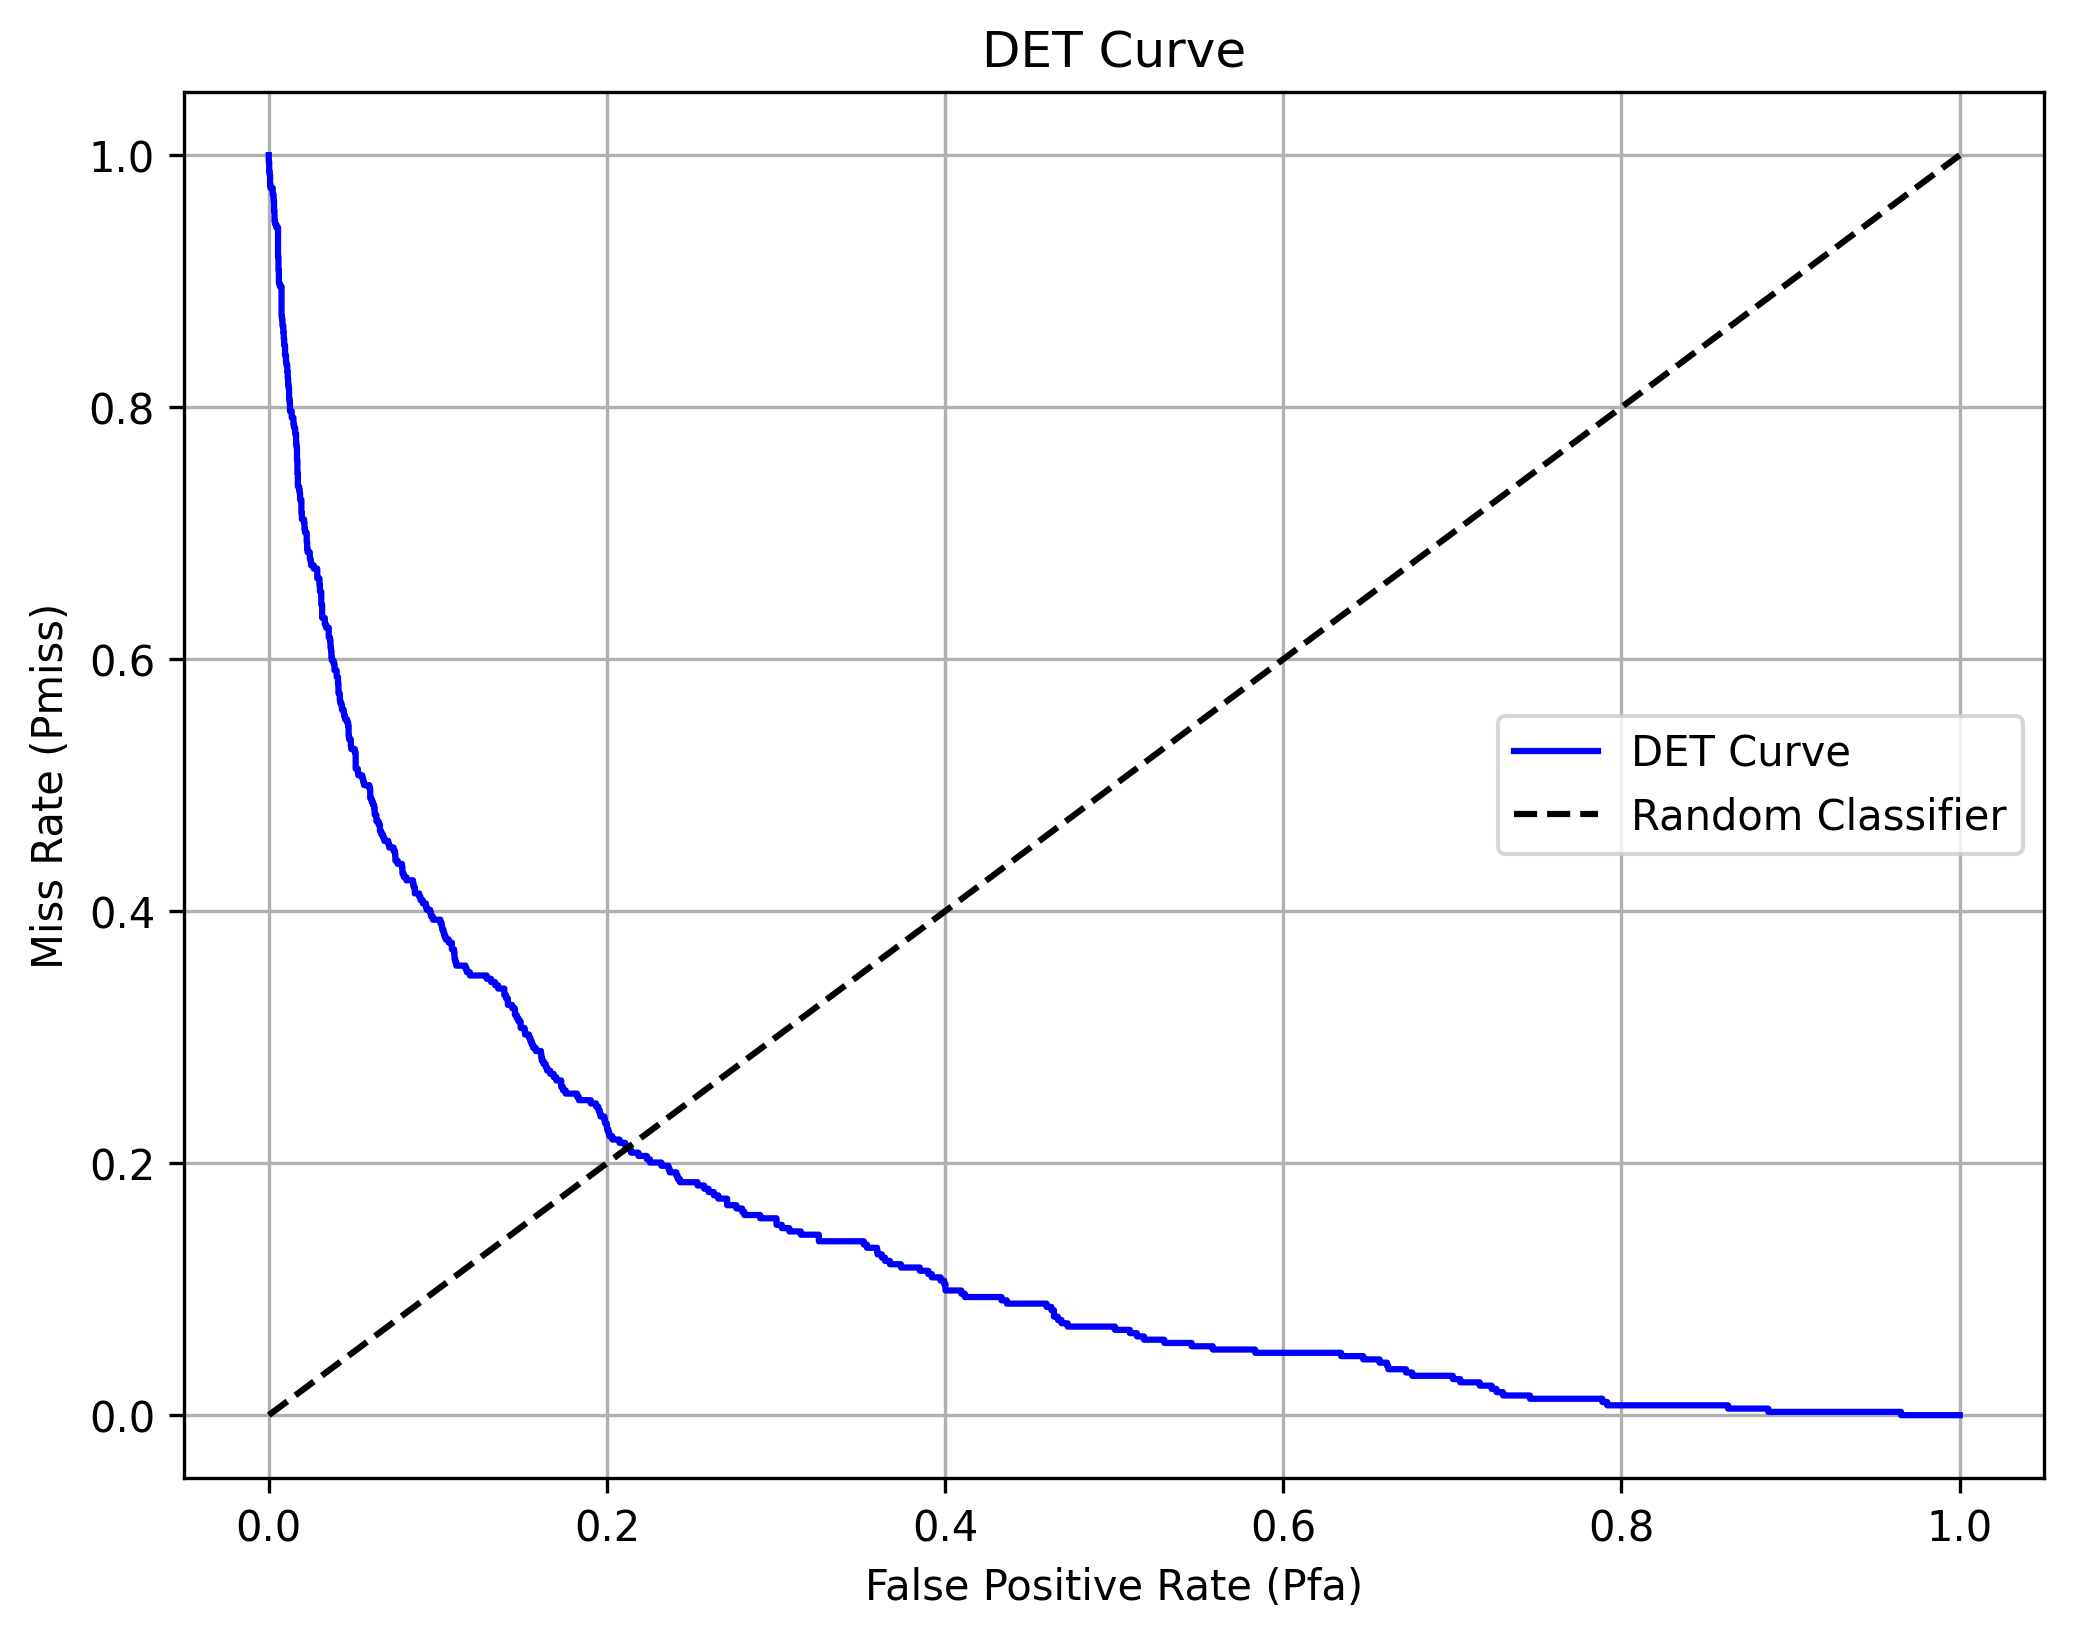 DET Curve
1.0
0.8
0.6
0.4
0.2
0.0
Miss Rate (Pmiss)
DET Curve
Random Classifier
0.0 0.2 0.4 0.6 0.8 1.0
False Positive Rate (Pfa)